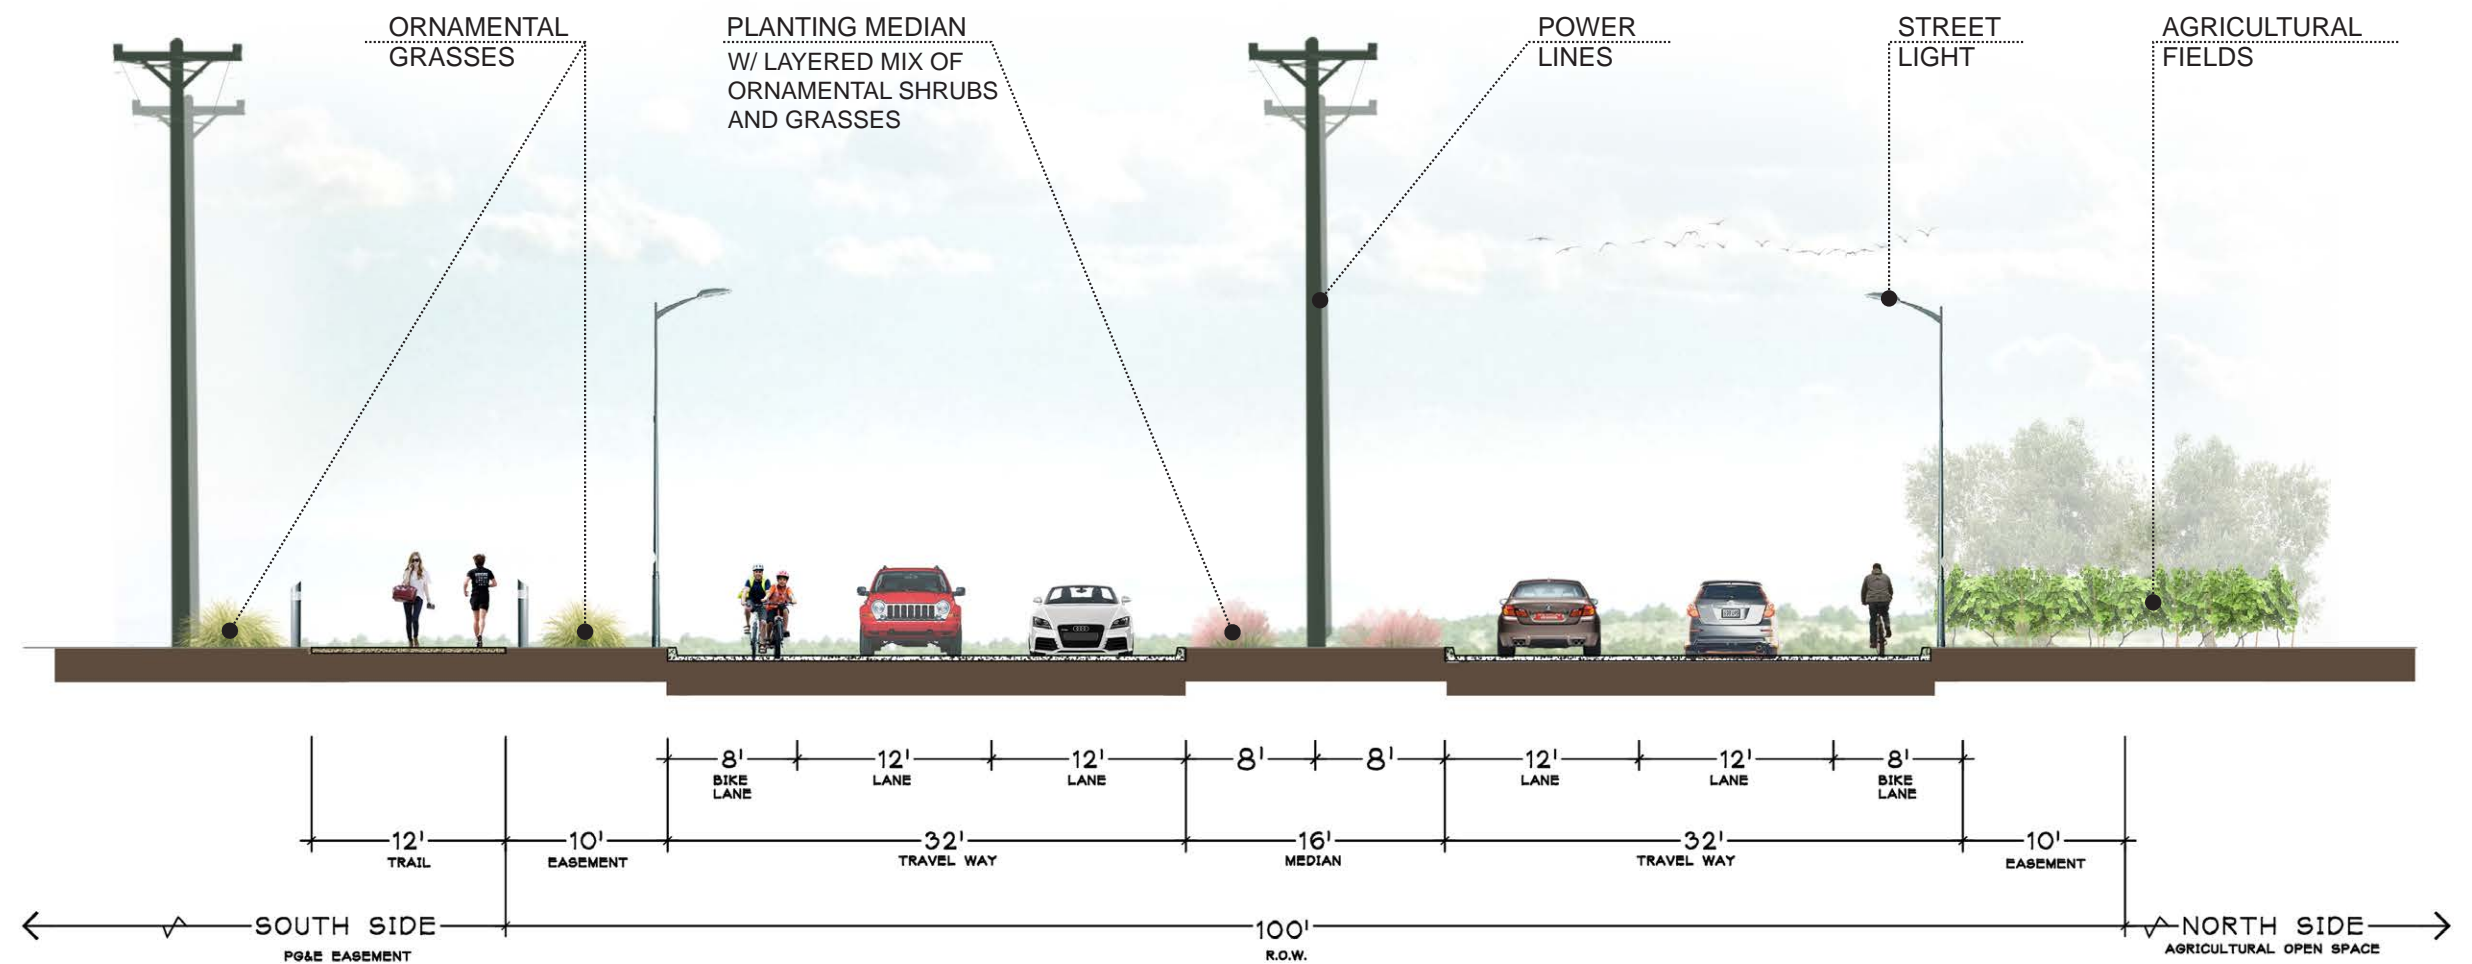 ORNAMENTAL
GRASSES
PLANTING MEDIAN
W/ LAYERED MIX OF
ORNAMENTAL SHRUBS
AND GRASSES
POWER
LINES
STREET
LIGHT
AGRICULTURAL
FIELDS
8'
BIKE
LANE
12'
LANE
12'
LANE
8'
8'
12'
LANE
12'
LANE
8'
BIKE
LANE
12'
TRAIL
10'
EASEMENT
32'
TRAVEL WAY
16'
MEDIAN
32'
TRAVEL WAY
10'
EASEMENT
SOUTH SIDE
PG&E EASEMENT
100'
R.O.W.
NORTH SIDE
AGRICULTURAL OPEN SPACE